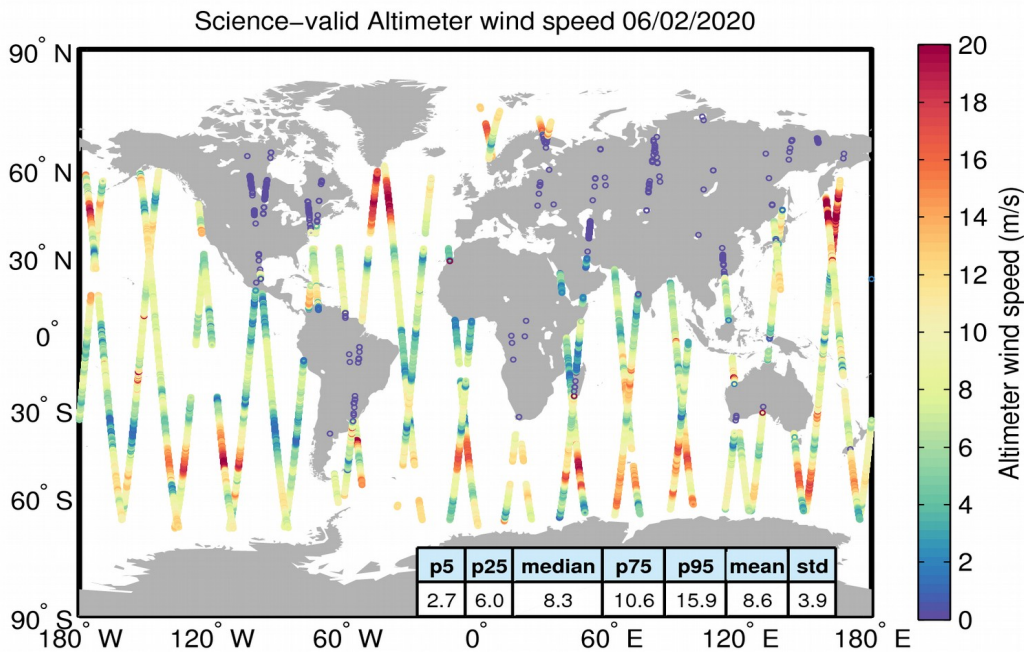 Science−valid Altimeter wind speed 06/02/2020
90° N
60° N
30° N
0°
30° S
60° S
90° S
180° W
120° W
60° W
0°
60° E
120° E
180° E
p5 p25 median p75 p95 mean std
2.7 6.0 8.3 10.6 15.9 8.6 3.9
20
18
16
14
12
10
8
6
4
2
0
Altimeter wind speed (m/s)